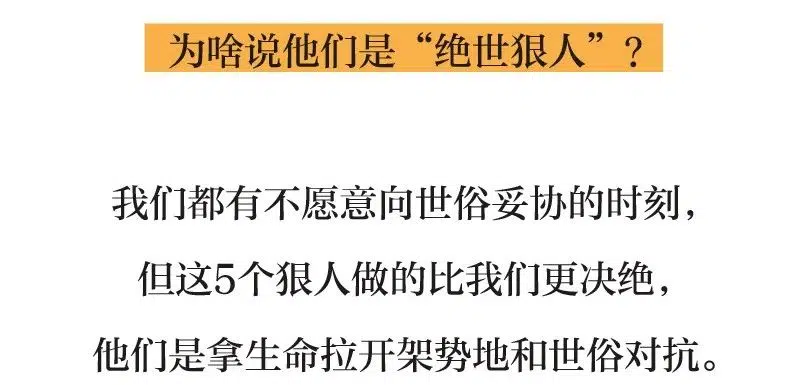 为啥说他们是“绝世狠人”？
我们都有不愿意向世俗妥协的时刻，
但这5个狠人做的比我们更决绝，
他们是拿生命拉开架势地和世俗对抗。